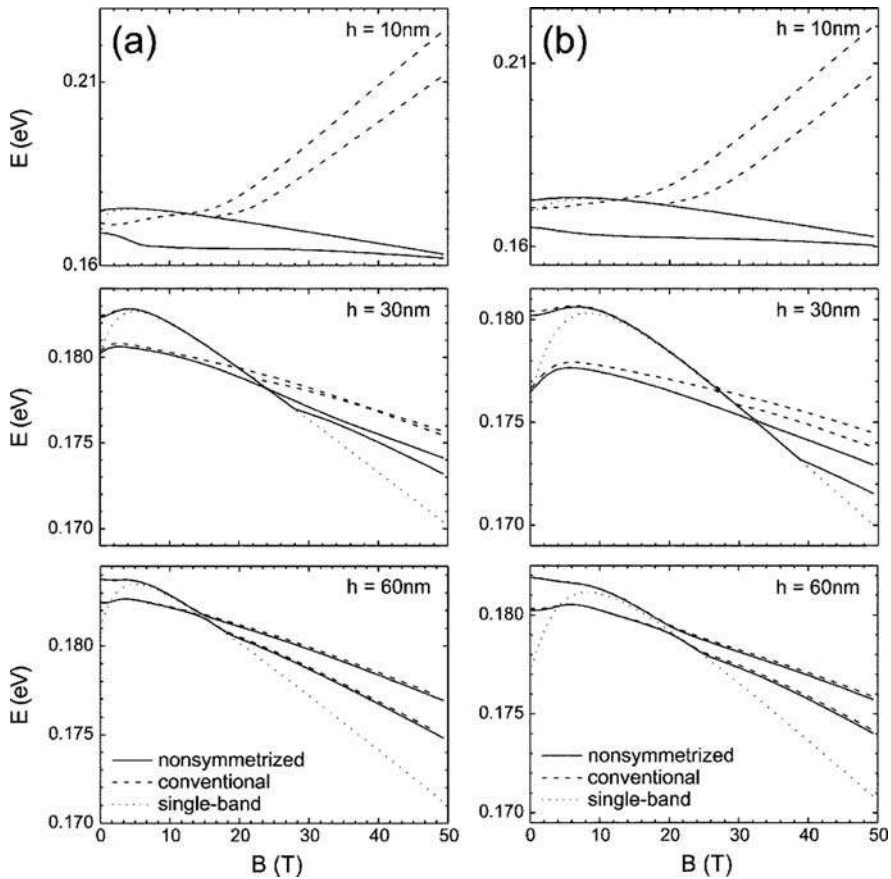 (a)
h = 10nm
0.21
0.16
E (eV)
h = 30nm
0.180
0.175
0.170
E (eV)
h = 60nm
0.180
0.175
0.170
E (eV)
nonsymmetrized
conventional
single-band
0 10 20 30 40 50
B (T)
(b)
h = 10nm
0.21
0.16
h = 30nm
0.180
0.175
0.170
h = 60nm
0.180
0.175
0.170
nonsymmetrized
conventional
single-band
0 10 20 30 40 50
B (T)